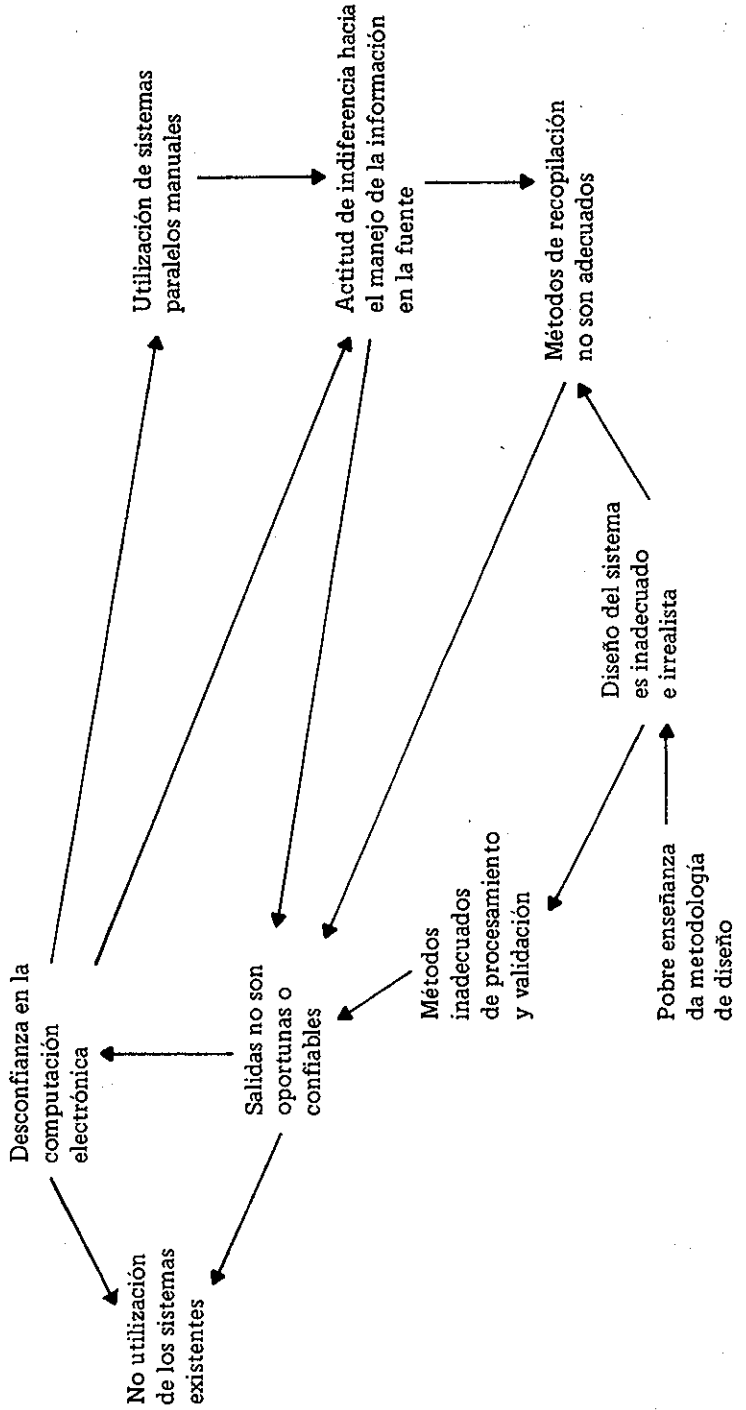 Desconfianza en la
computación
electrónica
Utilización de sistemas
paralelos manuales
No utilización
de los sistemas
existentes
Salidas no son
oportunas o
confiables
Actitud de indiferencia hacia
el manejo de la información
en la fuente
Métodos
inadecuados
de procesamiento
y validación
Métodos de recopilación
no son adecuados
Diseño del sistema
es inadecuado
e irrealista
Pobre enseñanza
da metodología
de diseño